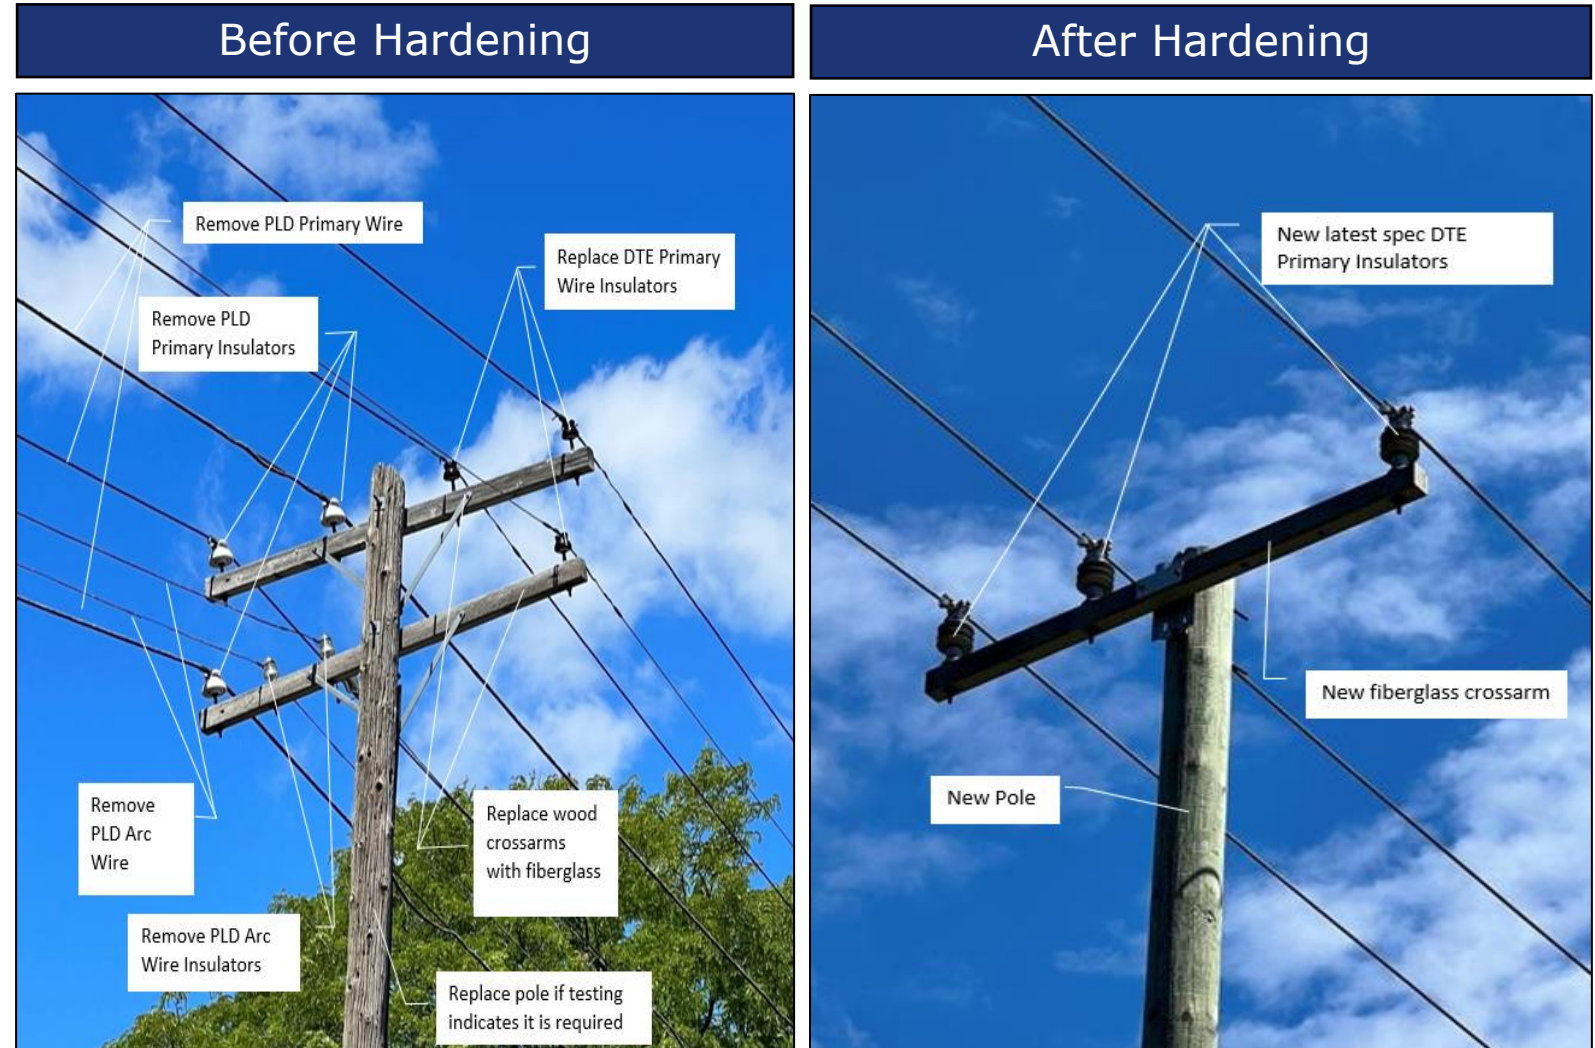 Before Hardening
After Hardening
Remove PLD Primary Wire
Remove PLD
Primary Insulators
Replace DTE Primary
Wire Insulators
Remove
PLD Arc
Wire
Remove PLD Arc
Wire Insulators
Replace wood
crossarms
with fiberglass
Replace pole if testing
indicates it is required
New latest spec DTE
Primary Insulators
New fiberglass crossarm
New Pole